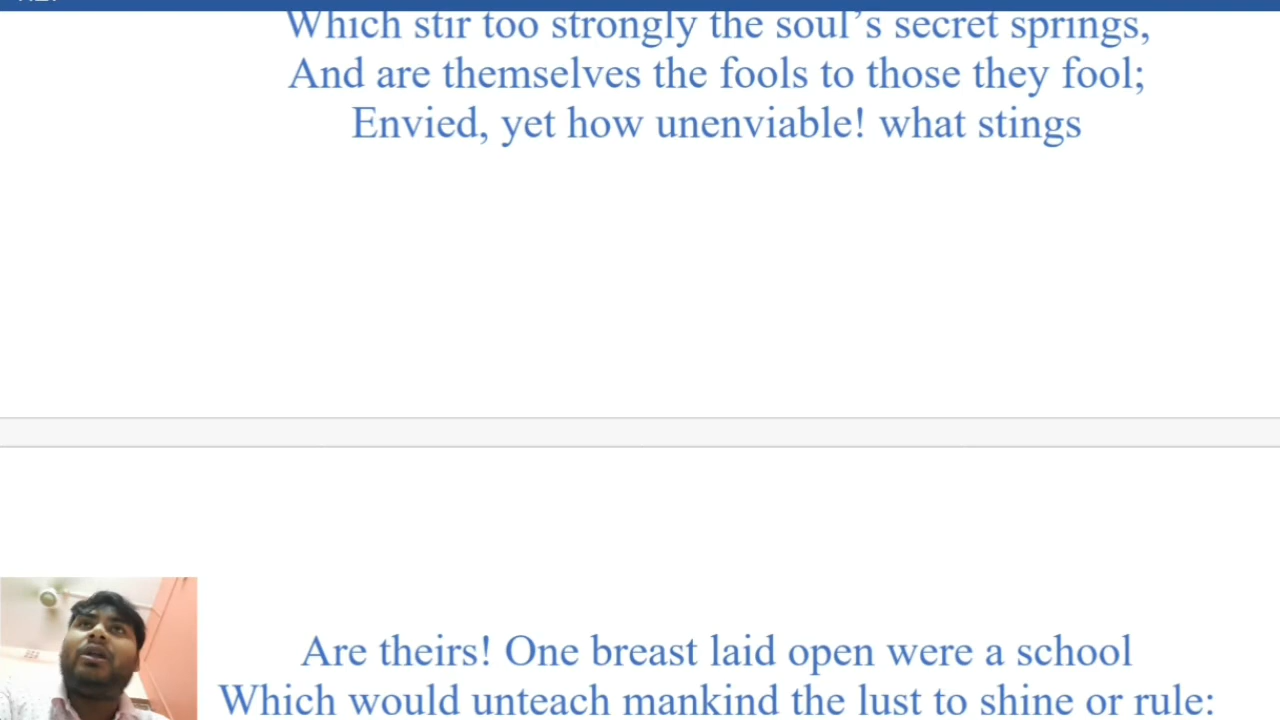 Which stir too strongly the soul’s secret springs,
And are themselves the fools to those they fool;
Envied, yet how unenviable! what stings
Are theirs! One breast laid open were a school
Which would unteach mankind the lust to shine or rule: